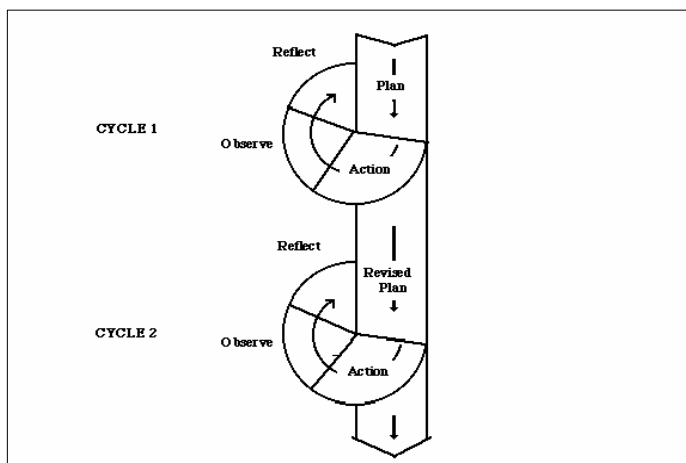 Reflect
Plan
CYCLE 1
Observe
Action
Reflect
Revised
Plan
CYCLE 2
Observe
Action